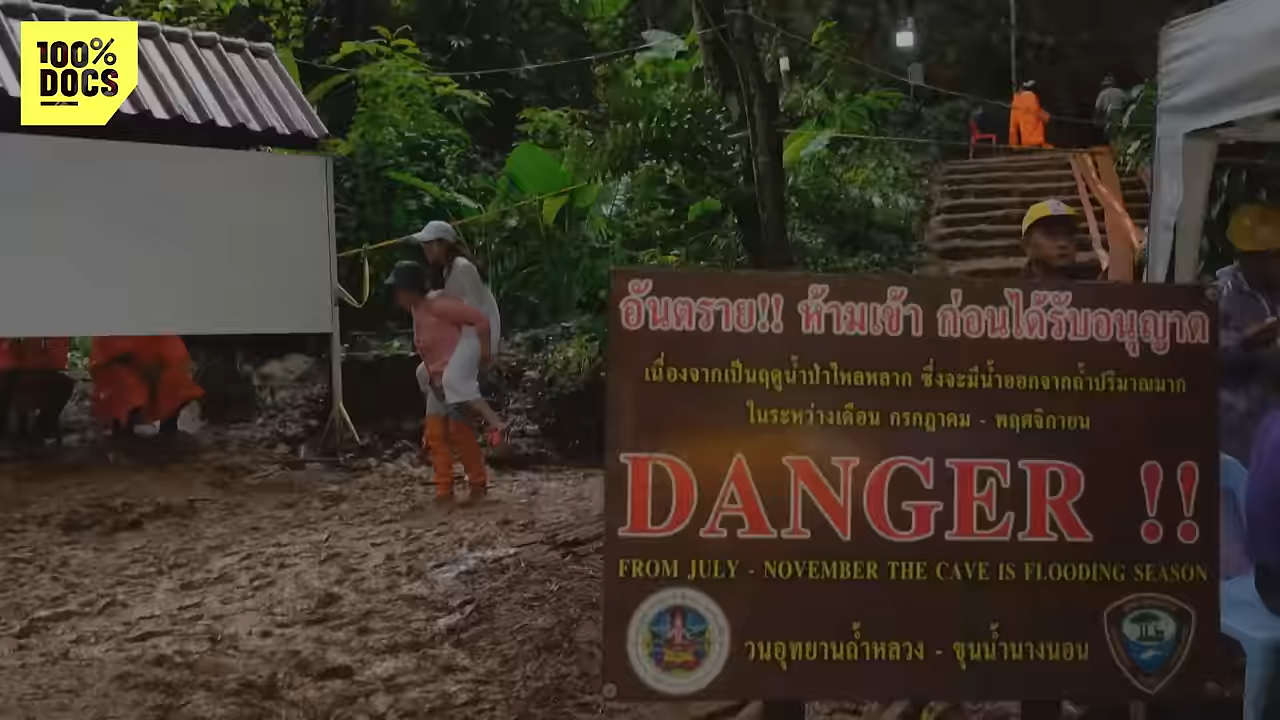 100%
DOCS
อันตราย!! ห้ามเข้า ก่อนได้รับอนุญาต
เนื่องจากเป็นฤดูน้ำป่าไหลหลาก ซึ่งจะมีน้ำออกจากถ้ำปริมาณมาก
ในระหว่างเดือน กรกฎาคม - พฤศจิกายน
DANGER !!
FROM JULY - NOVEMBER THE CAVE IS FLOODING SEASON
วนอุทยานถ้ำหลวง - ขุนน้ำนางนอน